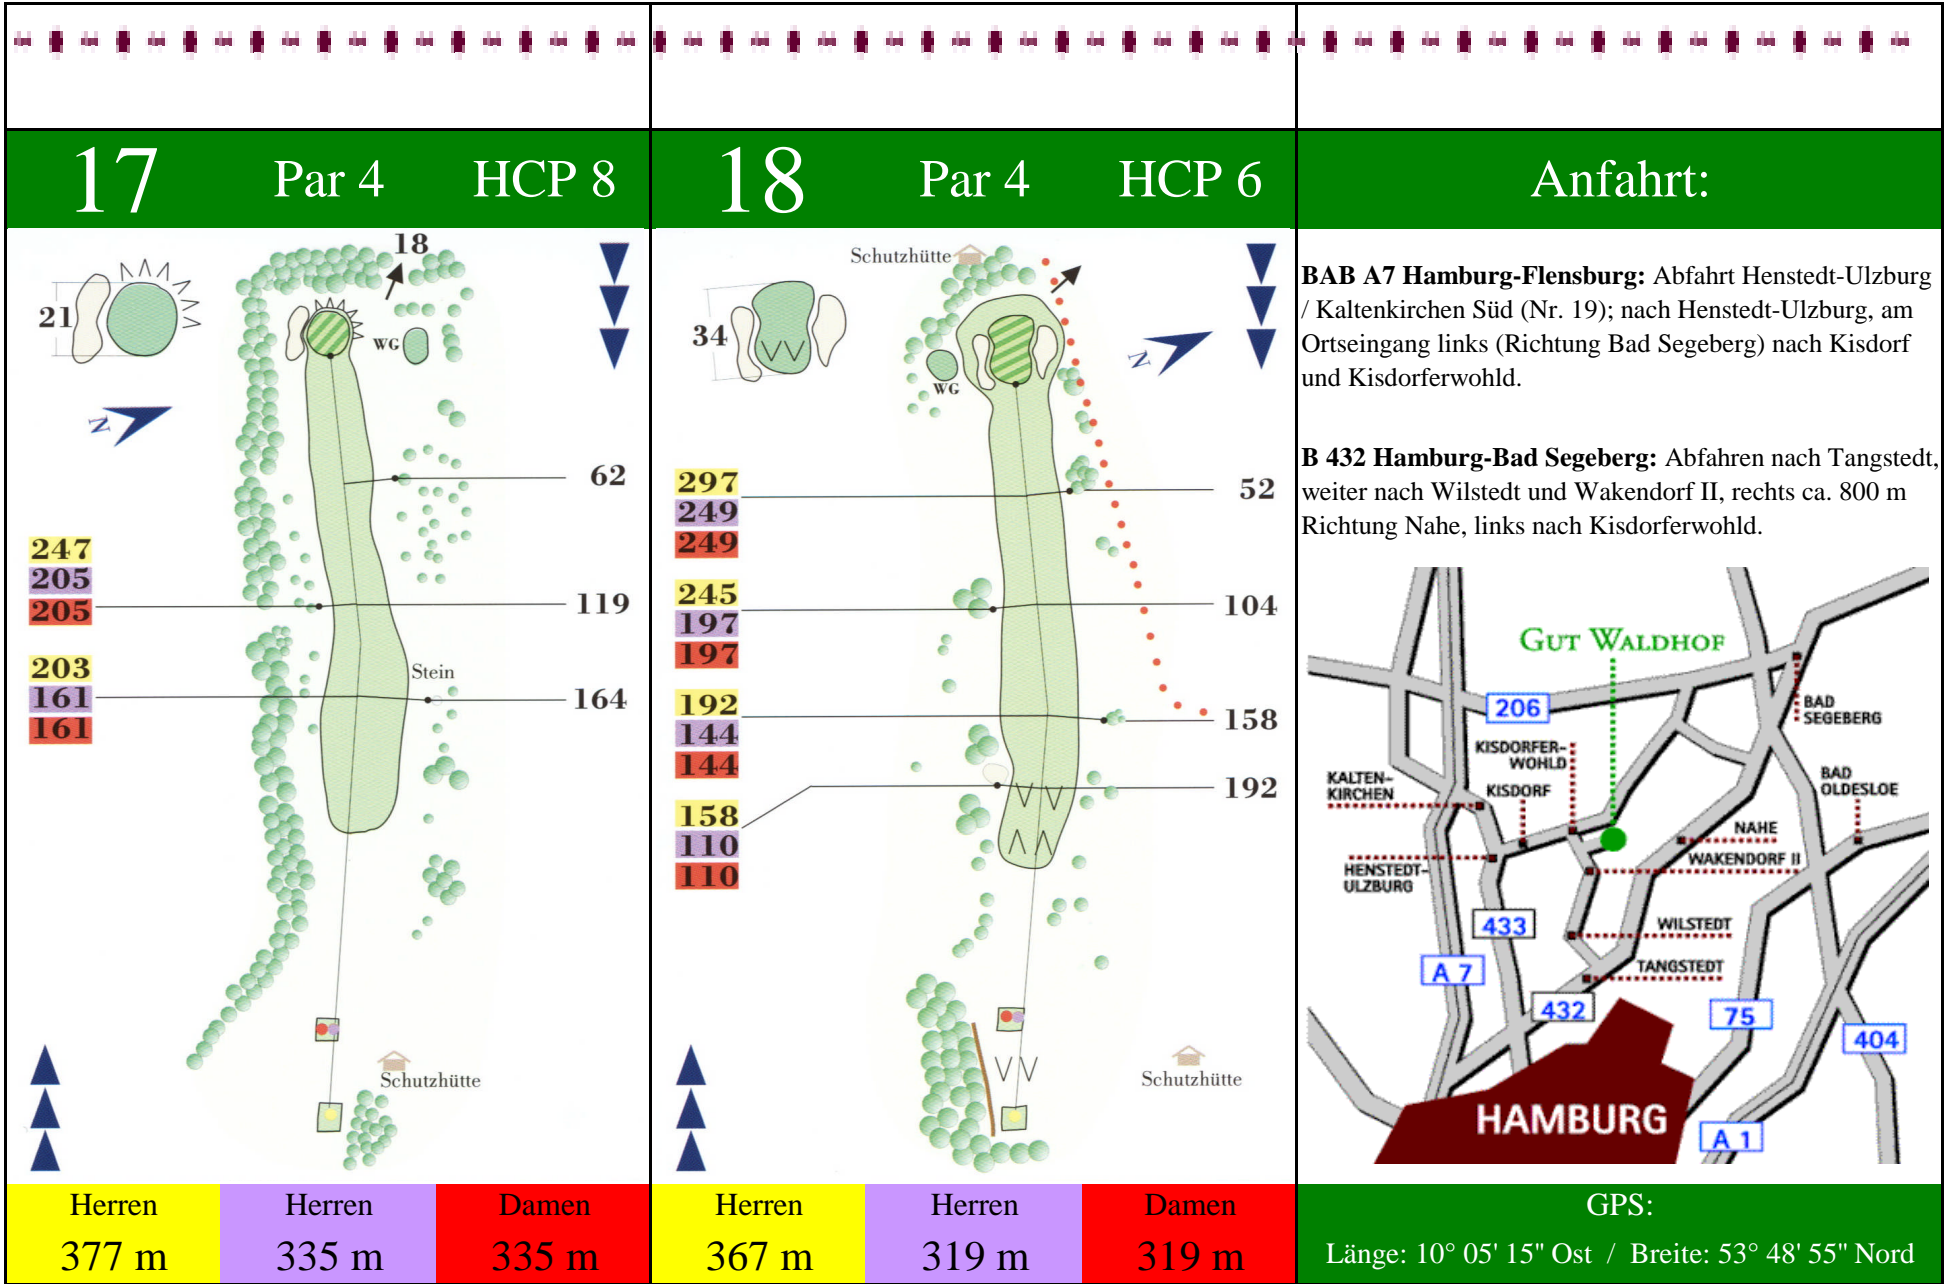 17 Par 4 HCP 8
18
21
WG
N
62
247
205
205
119
203
161
161
Stein
164
Schutzhütte
Herren Herren Damen
377 m 335 m 335 m
18 Par 4 HCP 6
Schutzhütte
34
WG
N
297
249
249
52
245
197
197
104
192
144
144
158
158
110
110
192
Schutzhütte
Herren Herren Damen
367 m 319 m 319 m
Anfahrt:
BAB A7 Hamburg-Flensburg: Abfahrt Henstedt-Ulzburg
/ Kaltenkirchen Süd (Nr. 19); nach Henstedt-Ulzburg, am
Ortseingang links (Richtung Bad Segeberg) nach Kisdorf
und Kisdorferwohld.
B 432 Hamburg-Bad Segeberg: Abfahren nach Tangstedt,
weiter nach Wilstedt und Wakendorf II, rechts ca. 800 m
Richtung Nahe, links nach Kisdorferwohld.
GUT WALDHOF
206
BAD
SEGEBERG
KISDORFER-
WOHLD
KALTEN-
KIRCHEN
KISDORF
BAD
OLDESLOE
NAHE
WAKENDORF II
HENSTEDT-
ULZBURG
433
WILSTEDT
A 7
TANGSTEDT
432
75
404
HAMBURG
A 1
GPS:
Länge: 10° 05' 15" Ost / Breite: 53° 48' 55" Nord